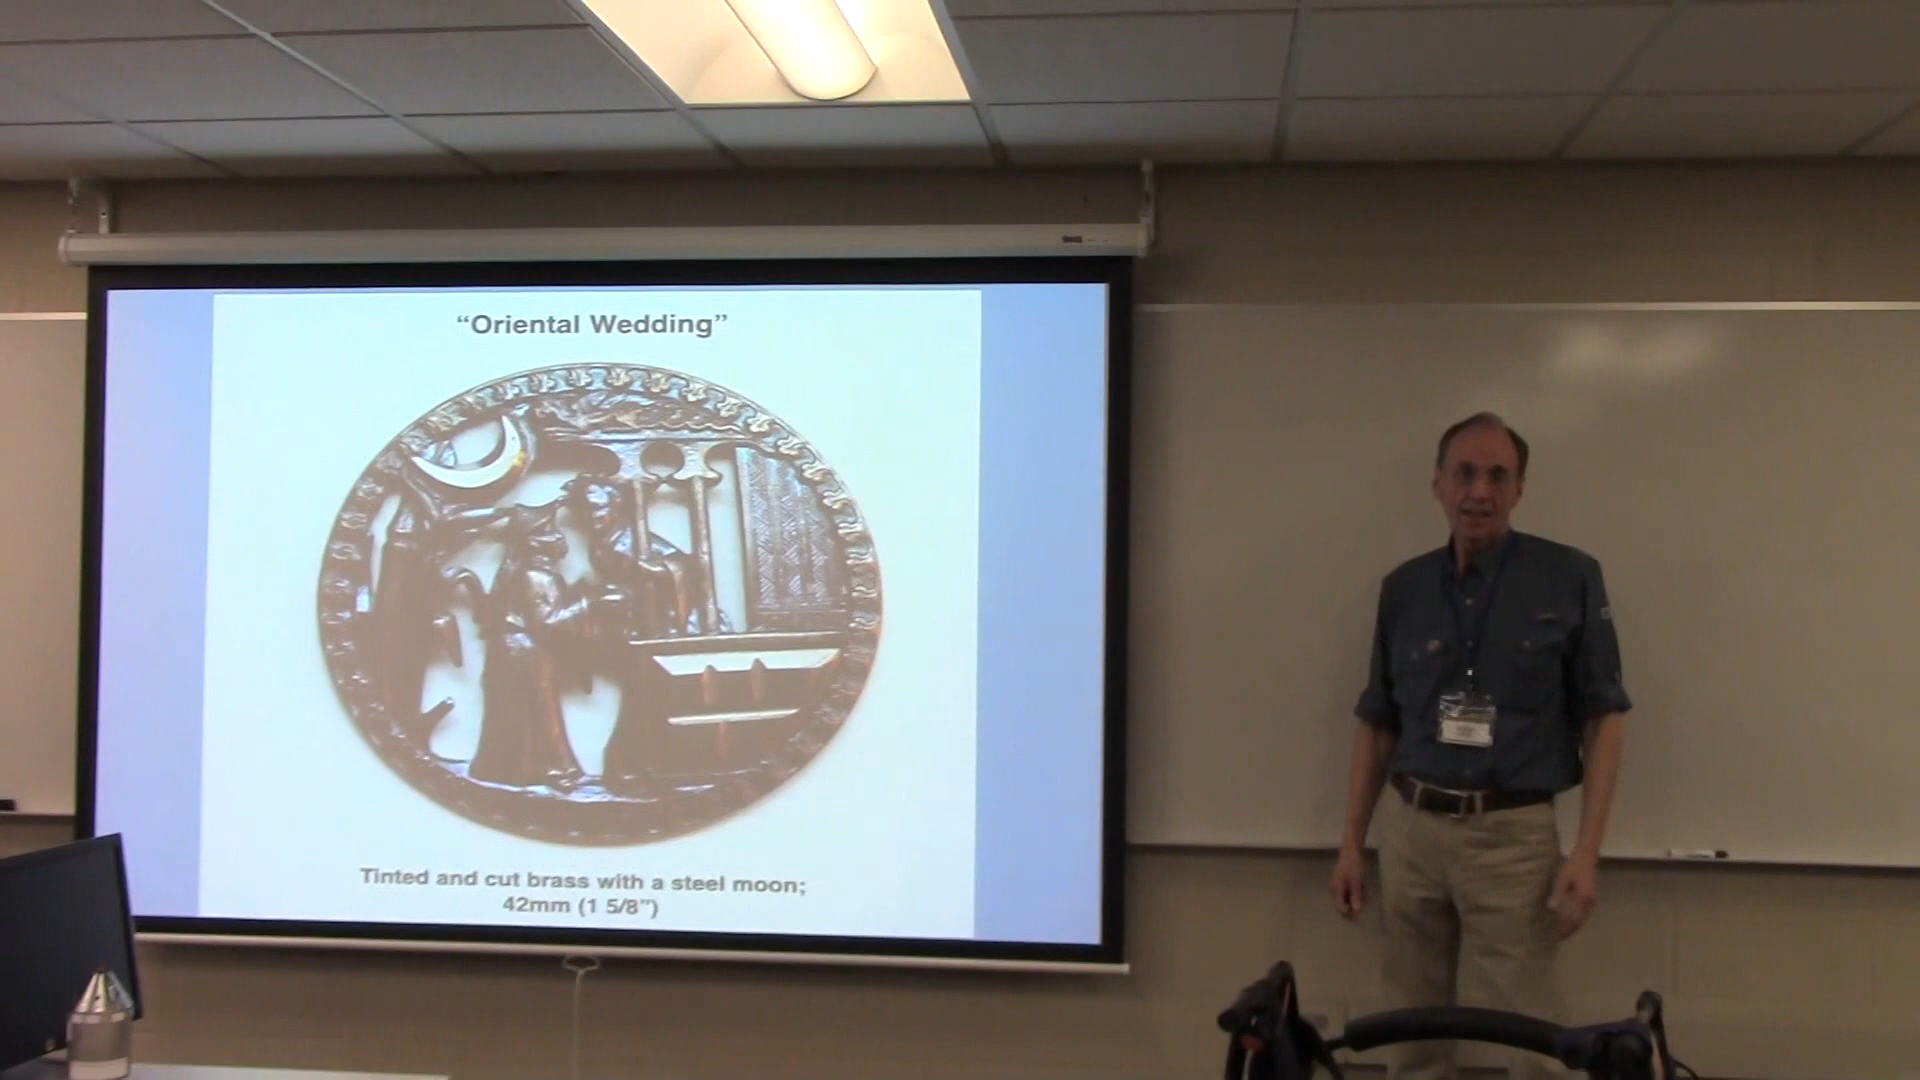 “Oriental Wedding”
Tinted and cut brass with a steel moon;
42mm (1 5/8”)